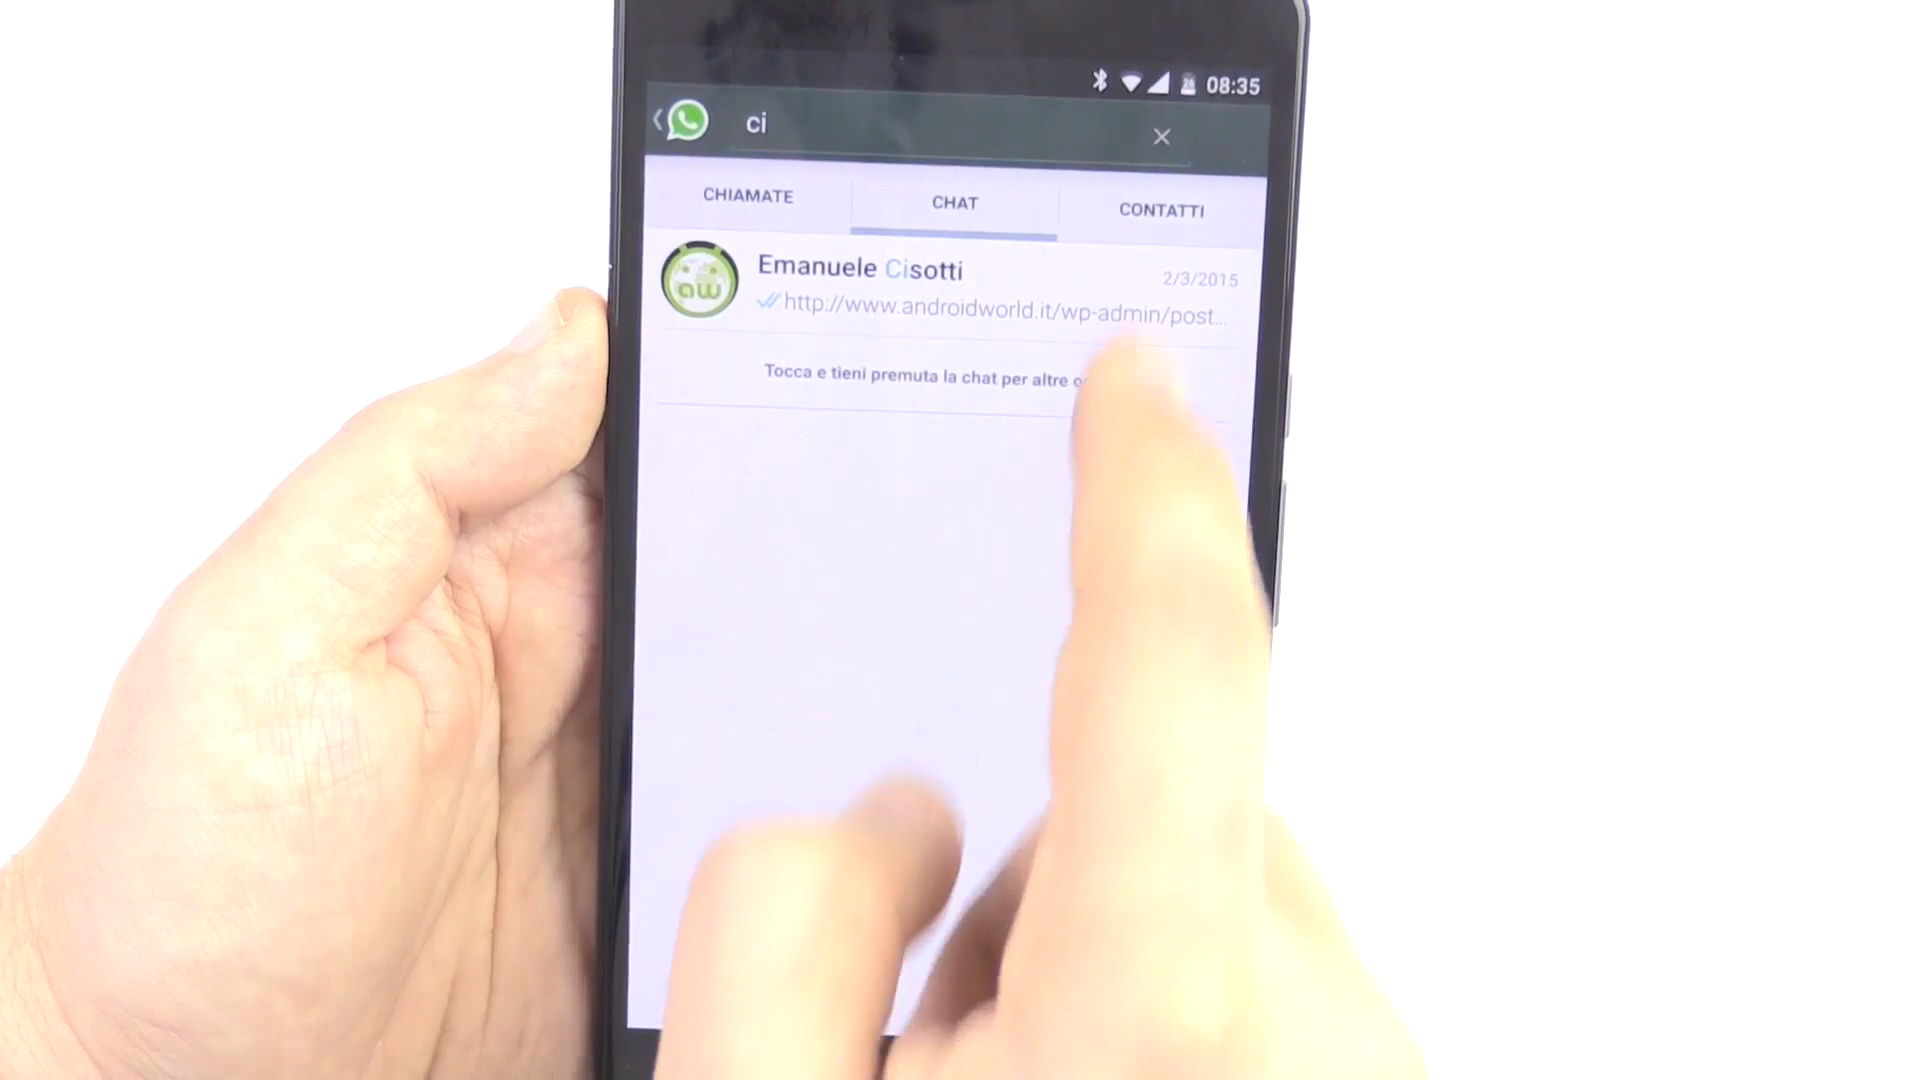 08:35
ci
CHIAMATE
CHAT
CONTATTI
Emanuele Cisotti
2/3/2015
http://www.androidworld.it/wp-admin/post...
aw
Tocca e tieni premuta la chat per altre